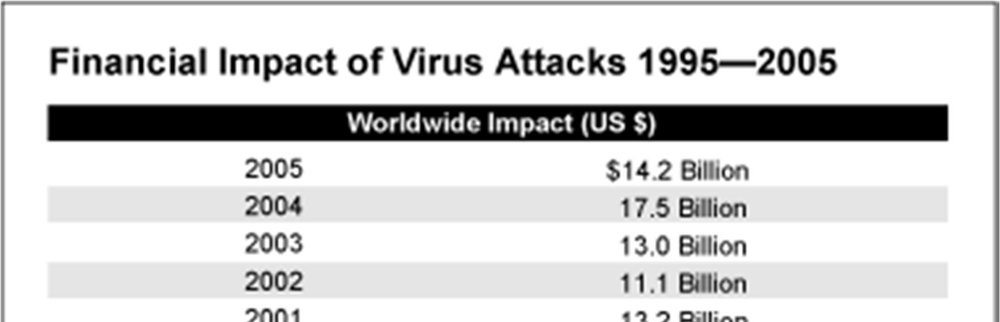 Financial Impact of Virus Attacks 1995—2005
Worldwide Impact (US $)
2005 $14.2 Billion
2004 17.5 Billion
2003 13.0 Billion
2002 11.1 Billion
2001 13.2 Billion